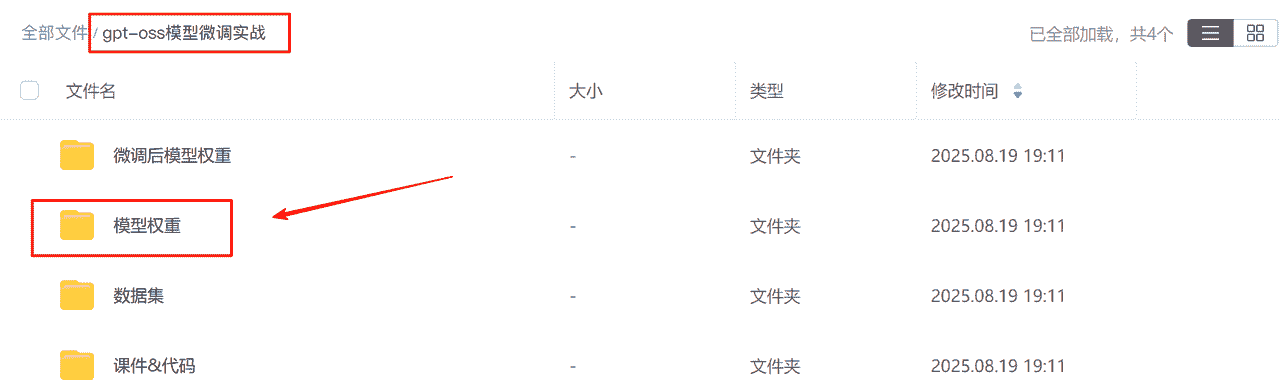 全部文件/gpt-oss模型微调实战 已全部加载，共4个
文件名 大小 类型 修改时间
微调后模型权重 - 文件夹 2025.08.19 19:11
模型权重 - 文件夹 2025.08.19 19:11
数据集 - 文件夹 2025.08.19 19:11
课件&代码 - 文件夹 2025.08.19 19:11